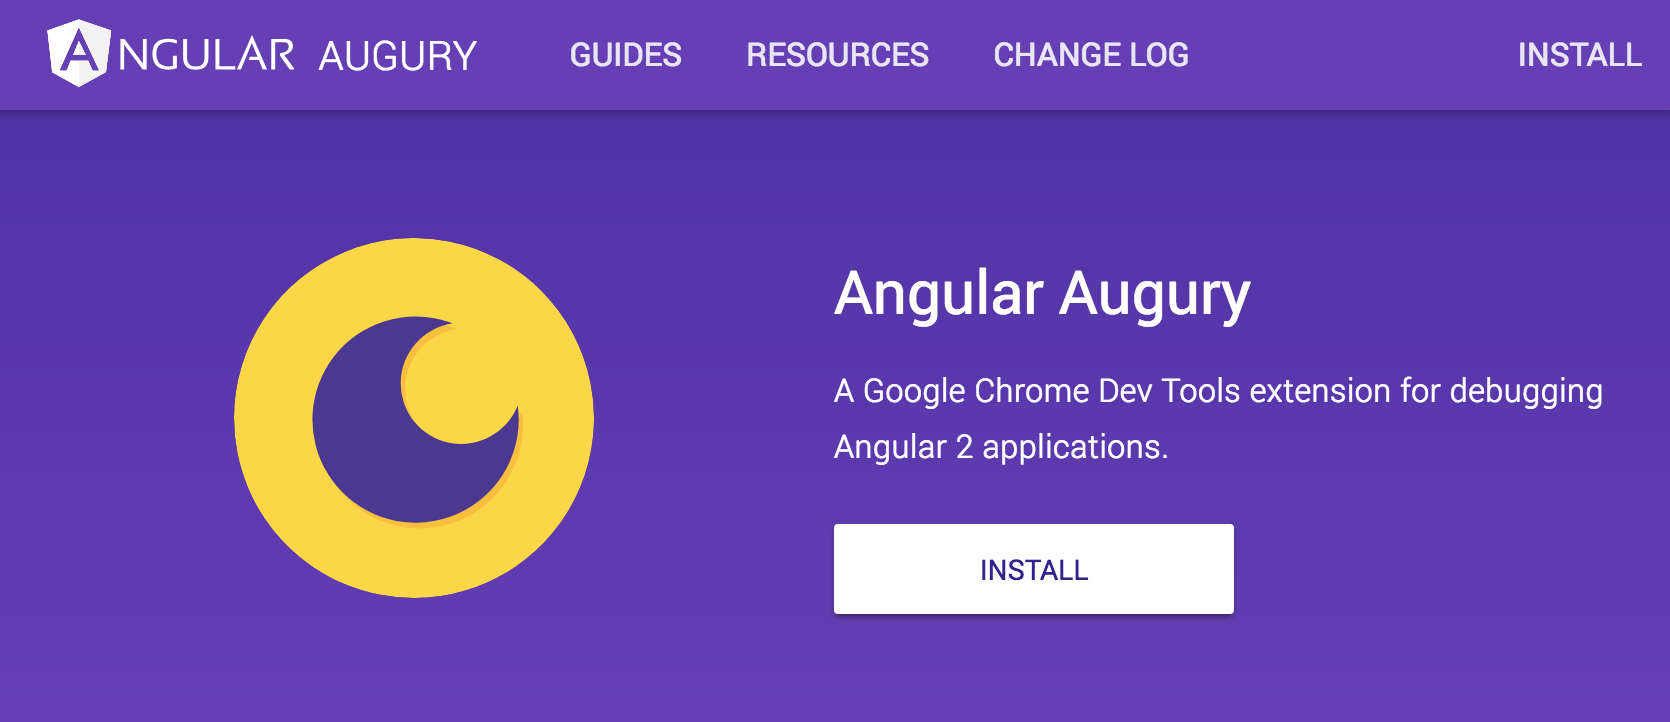 ANGULAR AUGURY GUIDES RESOURCES CHANGE LOG INSTALL
Angular Augury
A Google Chrome Dev Tools extension for debugging
Angular 2 applications.
INSTALL